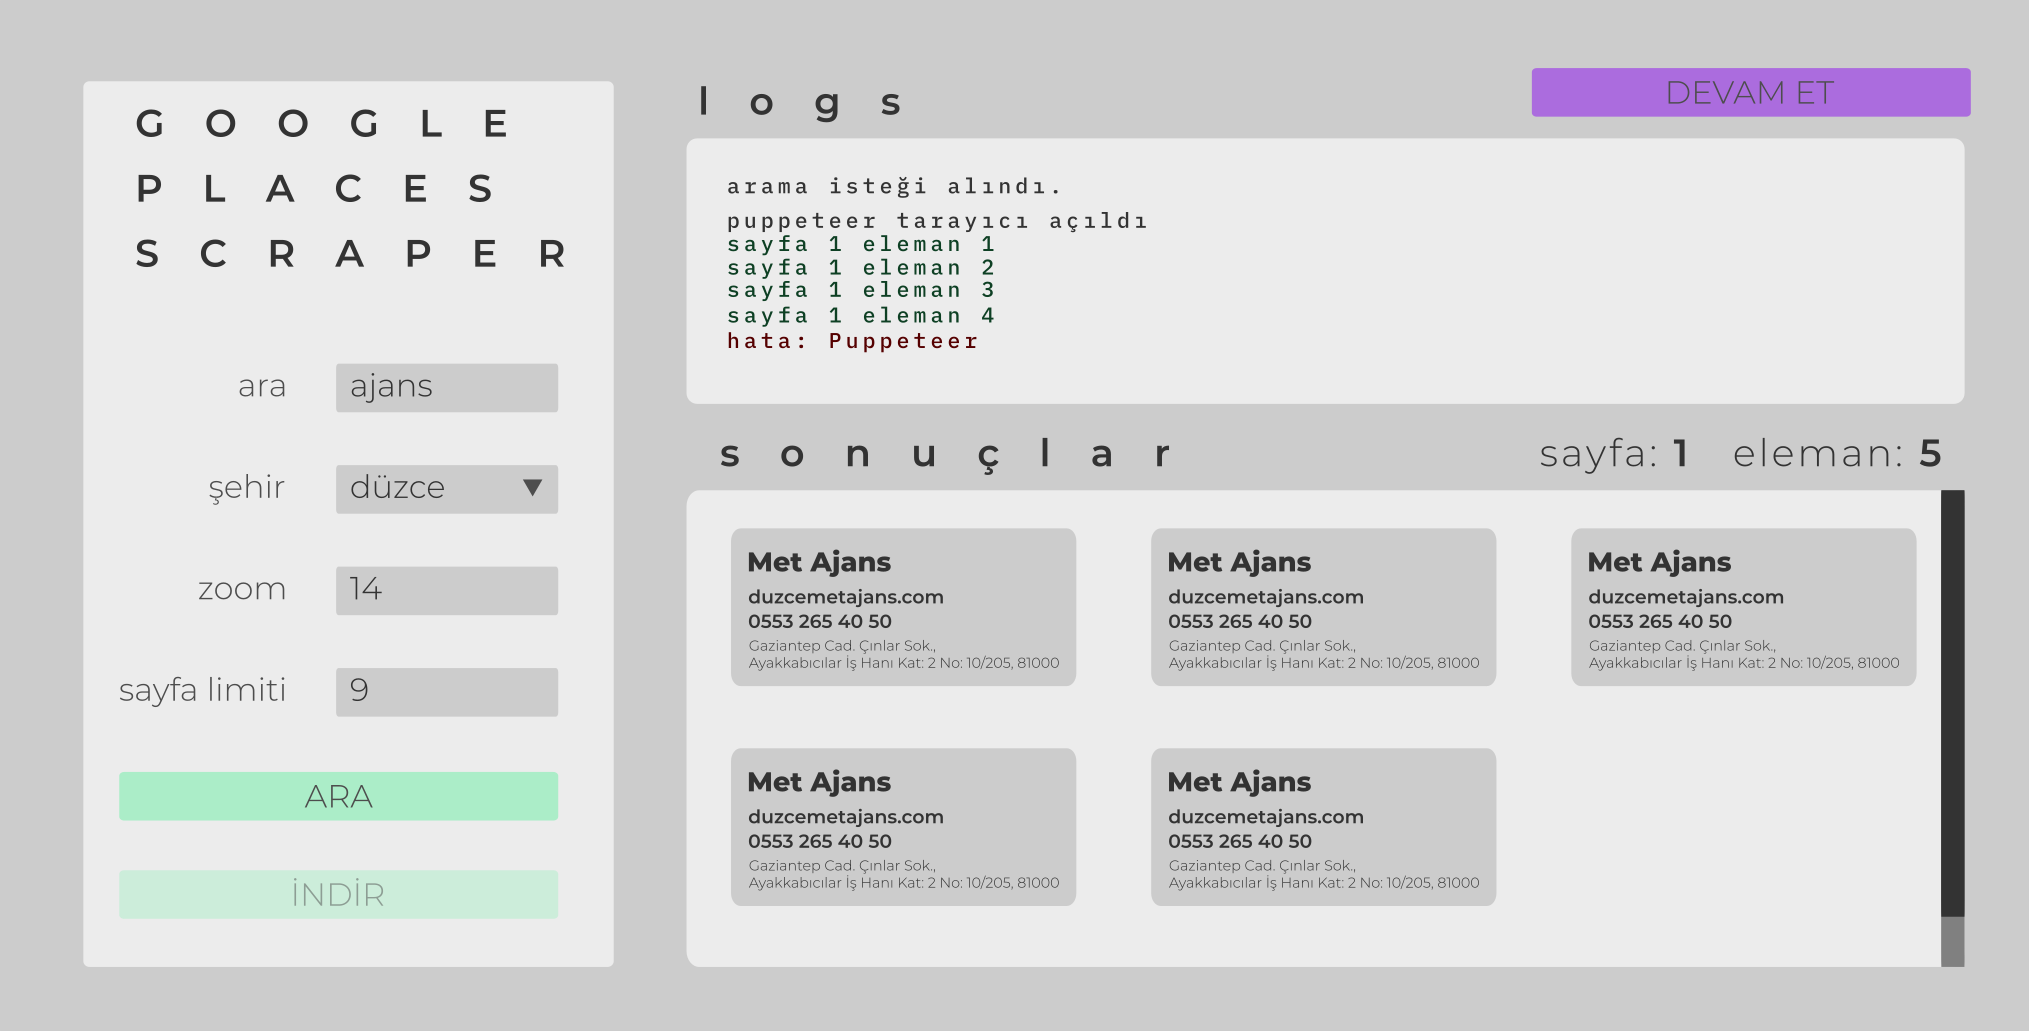 GOOGLE
PLACES
SCRAPER
ara
ajans
şehir
düzce
zoom
14
sayfa limiti
9
ARA
İNDİR
logs
DEVAM ET
arama isteği alındı.
puppeteer tarayıcı açıldı
sayfa 1 eleman 1
sayfa 1 eleman 2
sayfa 1 eleman 3
sayfa 1 eleman 4
hata: Puppeteer
sonuçlar
sayfa: 1 eleman: 5
Met Ajans
duzcemetajans.com
0553 265 40 50
Gaziantep Cad. Çınlar Sok.,
Ayakkabıcılar İş Hanı Kat: 2 No: 10/205, 81000
Met Ajans
duzcemetajans.com
0553 265 40 50
Gaziantep Cad. Çınlar Sok.,
Ayakkabıcılar İş Hanı Kat: 2 No: 10/205, 81000
Met Ajans
duzcemetajans.com
0553 265 40 50
Gaziantep Cad. Çınlar Sok.,
Ayakkabıcılar İş Hanı Kat: 2 No: 10/205, 81000
Met Ajans
duzcemetajans.com
0553 265 40 50
Gaziantep Cad. Çınlar Sok.,
Ayakkabıcılar İş Hanı Kat: 2 No: 10/205, 81000
Met Ajans
duzcemetajans.com
0553 265 40 50
Gaziantep Cad. Çınlar Sok.,
Ayakkabıcılar İş Hanı Kat: 2 No: 10/205, 81000